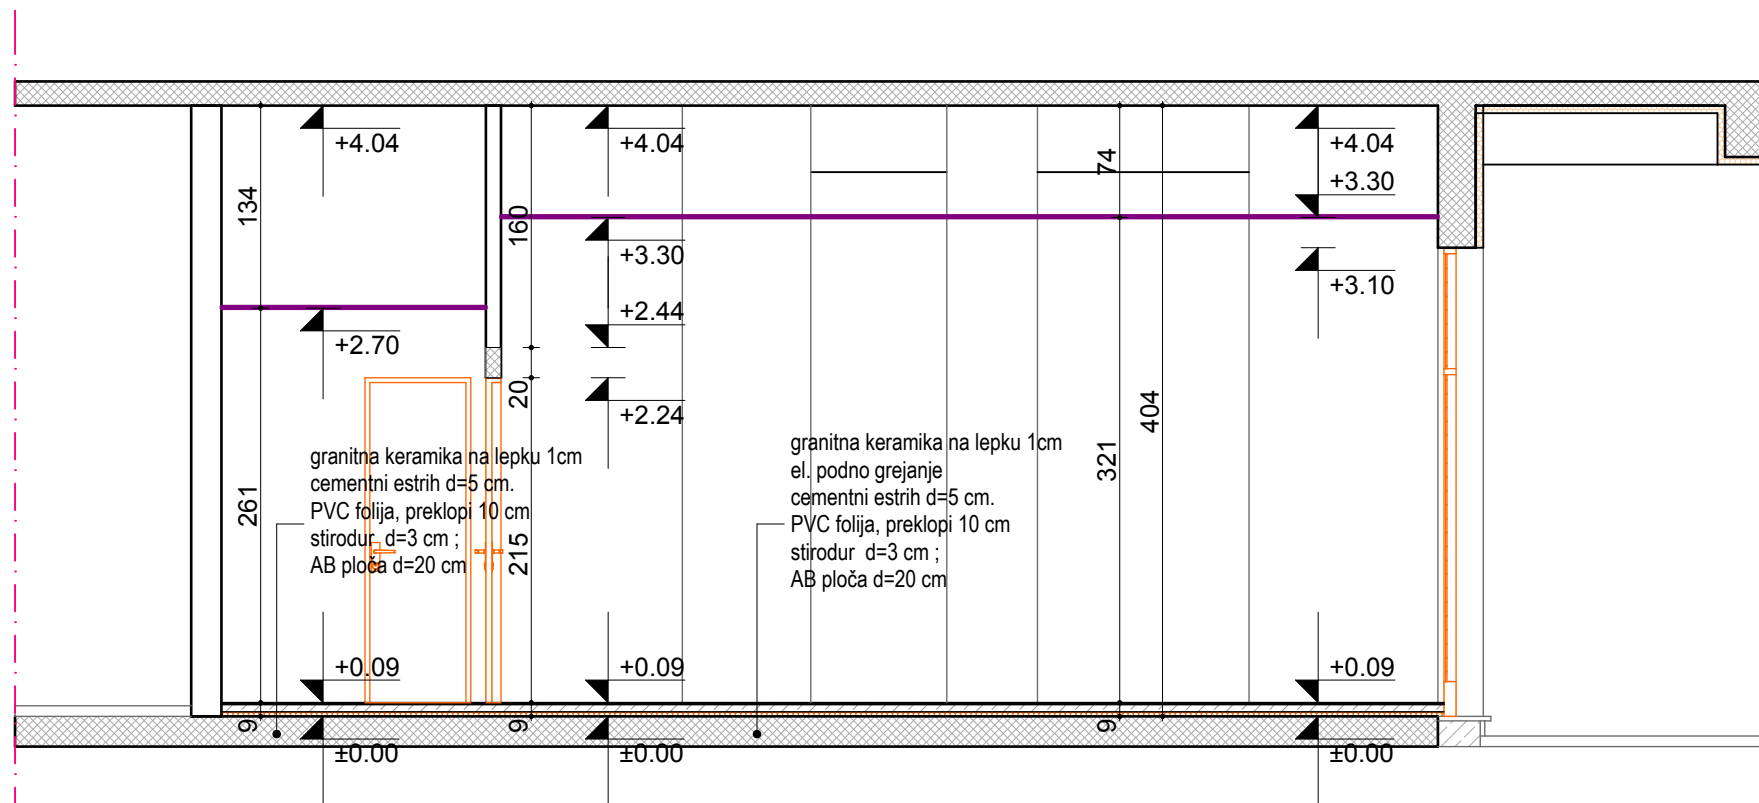 +4.04
+4.04
+4.04
74
+3.30
134
160
+3.30
+3.10
+2.44
+2.70
20
+2.24
404
granitna keramika na lepku 1cm
cementni estrih d=5 cm.
PVC folija, preklopi 10 cm
stirodur d=3 cm ;
AB ploča d=20 cm
granitna keramika na lepku 1cm
el. podno grejanje
cementni estrih d=5 cm.
PVC folija, preklopi 10 cm
stirodur d=3 cm ;
AB ploča d=20 cm
261
215
321
+0.09
+0.09
+0.09
9
9
9
±0.00
±0.00
±0.00